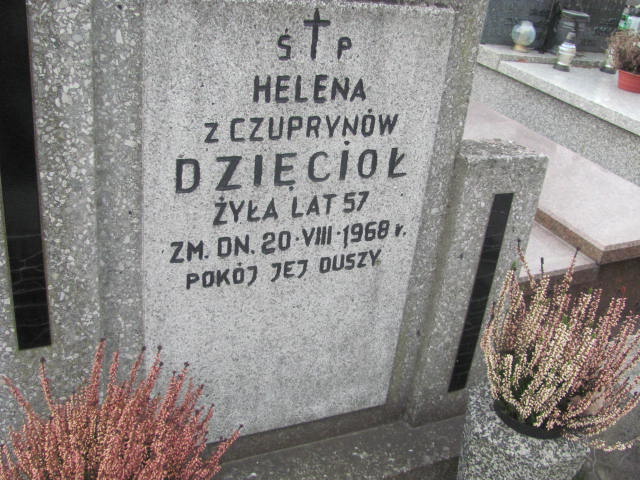 Ś P
HELENA
Z CZUPRYNÓW
DZIĘCIOŁ
ŻYŁA LAT 57
ZM. DN. 20·VIII·1968 r.
POKÓJ JEJ DUSZY.